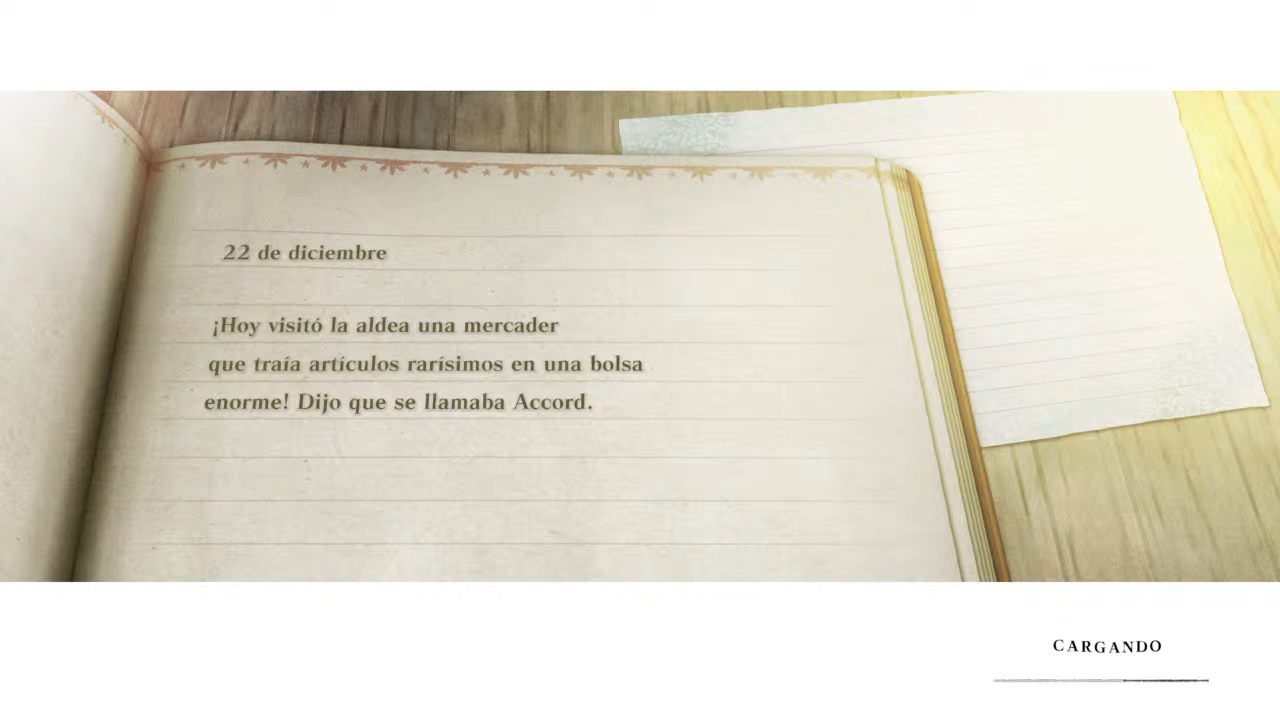 22 de diciembre
¡Hoy visitó la aldea una mercader
que traía artículos rarísimos en una bolsa
enorme! Dijo que se llamaba Accord.
CARGANDO